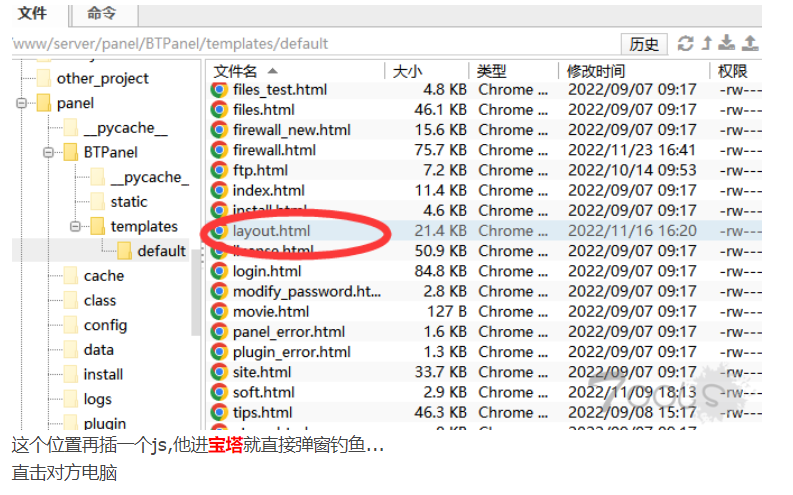 文件 命令
/www/server/panel/BTPanel/templates/default 历史
文件名 大小 类型 修改时间 权限
other_project
files_test.html 4.8 KB Chrome ... 2022/09/07 09:17 -rw---
panel
files.html 46.1 KB Chrome ... 2022/09/07 09:17 -rw---
__pycache__
firewall_new.html 15.6 KB Chrome ... 2022/09/07 09:17 -rw---
BTPanel
firewall.html 75.7 KB Chrome ... 2022/11/23 16:41 -rw---
__pycache_
ftp.html 7.2 KB Chrome ... 2022/10/14 09:53 -rw---
static
index.html 11.4 KB Chrome ... 2022/09/07 09:17 -rw---
install.html 4.6 KB Chrome ... 2022/09/07 09:17 -rw---
templates
layout.html 21.4 KB Chrome ... 2022/11/16 16:20 -rw---
default
license.html 50.9 KB Chrome ... 2022/09/07 09:17 -rw---
cache
login.html 84.8 KB Chrome ... 2022/09/07 09:17 -rw---
class
modify_password.ht... 2.8 KB Chrome ... 2022/09/07 09:17 -rw---
config
movie.html 127 B Chrome ... 2022/09/07 09:17 -rw---
data
panel_error.html 1.6 KB Chrome ... 2022/09/07 09:17 -rw---
install
plugin_error.html 1.3 KB Chrome ... 2022/09/07 09:17 -rw---
logs
site.html 33.7 KB Chrome ... 2022/09/07 09:17 -rw---
plugin
soft.html 2.9 KB Chrome ... 2022/11/09 18:13 -rw---
tips.html 46.3 KB Chrome ... 2022/09/08 15:17 -rw---
这个位置再插一个js,他进宝塔就直接弹窗钓鱼...
直击对方电脑